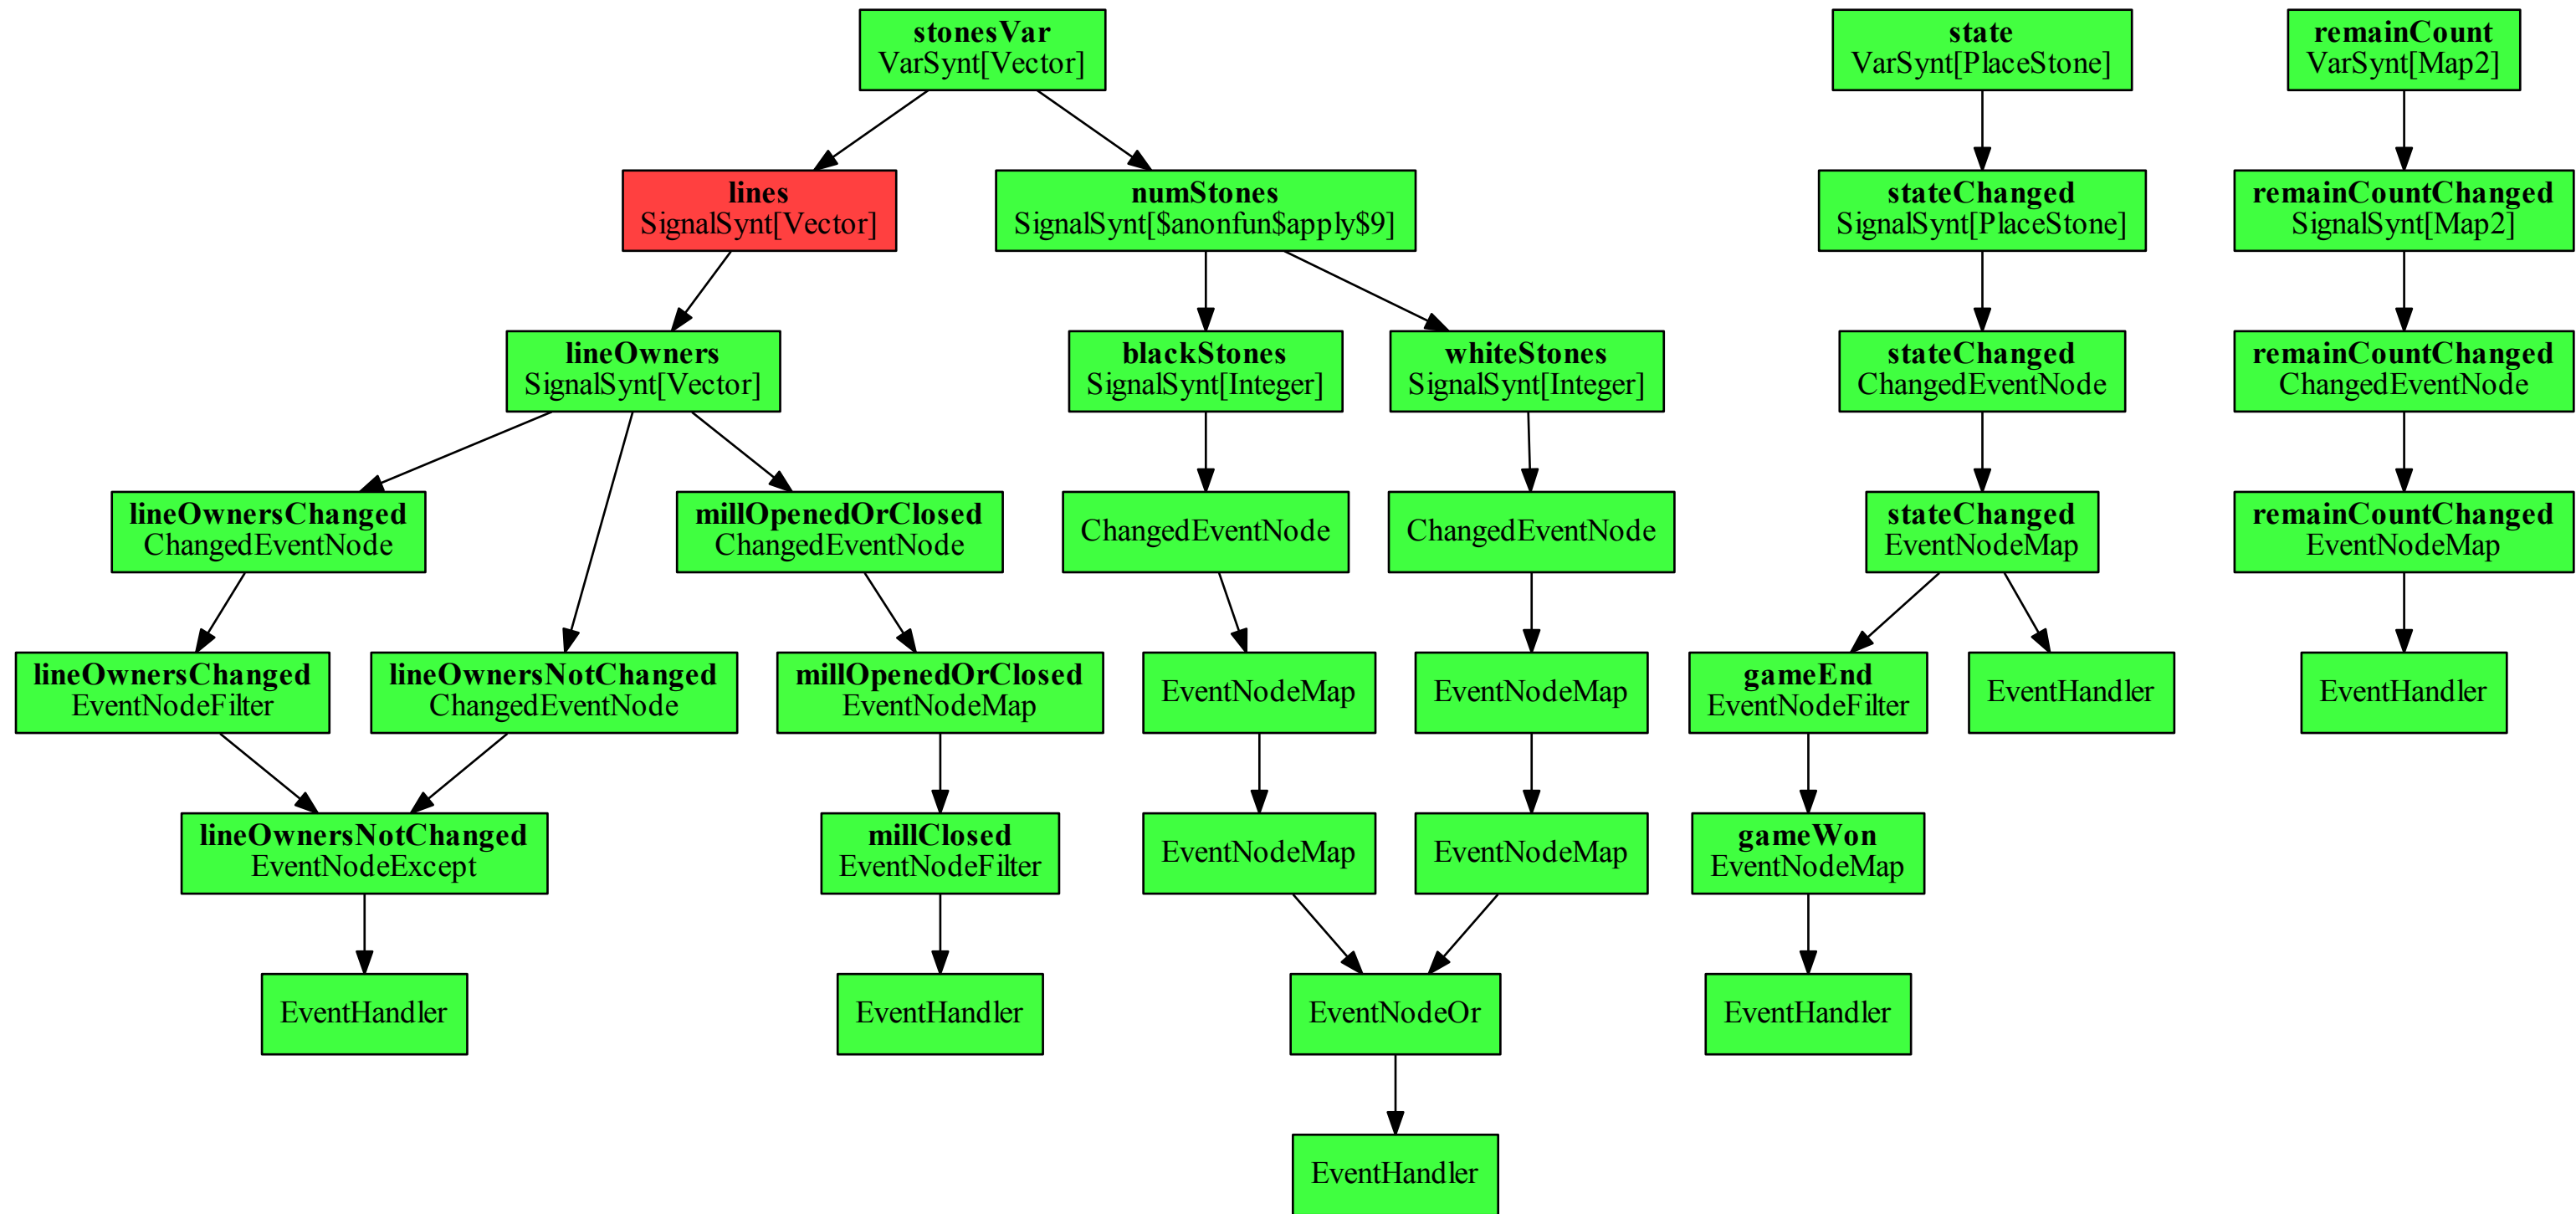 stonesVar
VarSynt[Vector]
state
VarSynt[PlaceStone]
remainCount
VarSynt[Map2]
lines
SignalSynt[Vector]
numStones
SignalSynt[$anonfun$apply$9]
stateChanged
SignalSynt[PlaceStone]
remainCountChanged
SignalSynt[Map2]
lineOwners
SignalSynt[Vector]
blackStones
SignalSynt[Integer]
whiteStones
SignalSynt[Integer]
stateChanged
ChangedEventNode
remainCountChanged
ChangedEventNode
lineOwnersChanged
ChangedEventNode
millOpenedOrClosed
ChangedEventNode
ChangedEventNode
ChangedEventNode
stateChanged
EventNodeMap
remainCountChanged
EventNodeMap
lineOwnersChanged
EventNodeFilter
lineOwnersNotChanged
ChangedEventNode
millOpenedOrClosed
EventNodeMap
EventNodeMap
EventNodeMap
gameEnd
EventNodeFilter
EventHandler
EventHandler
lineOwnersNotChanged
EventNodeExcept
millClosed
EventNodeFilter
EventNodeMap
EventNodeMap
gameWon
EventNodeMap
EventHandler
EventHandler
EventNodeOr
EventHandler
EventHandler